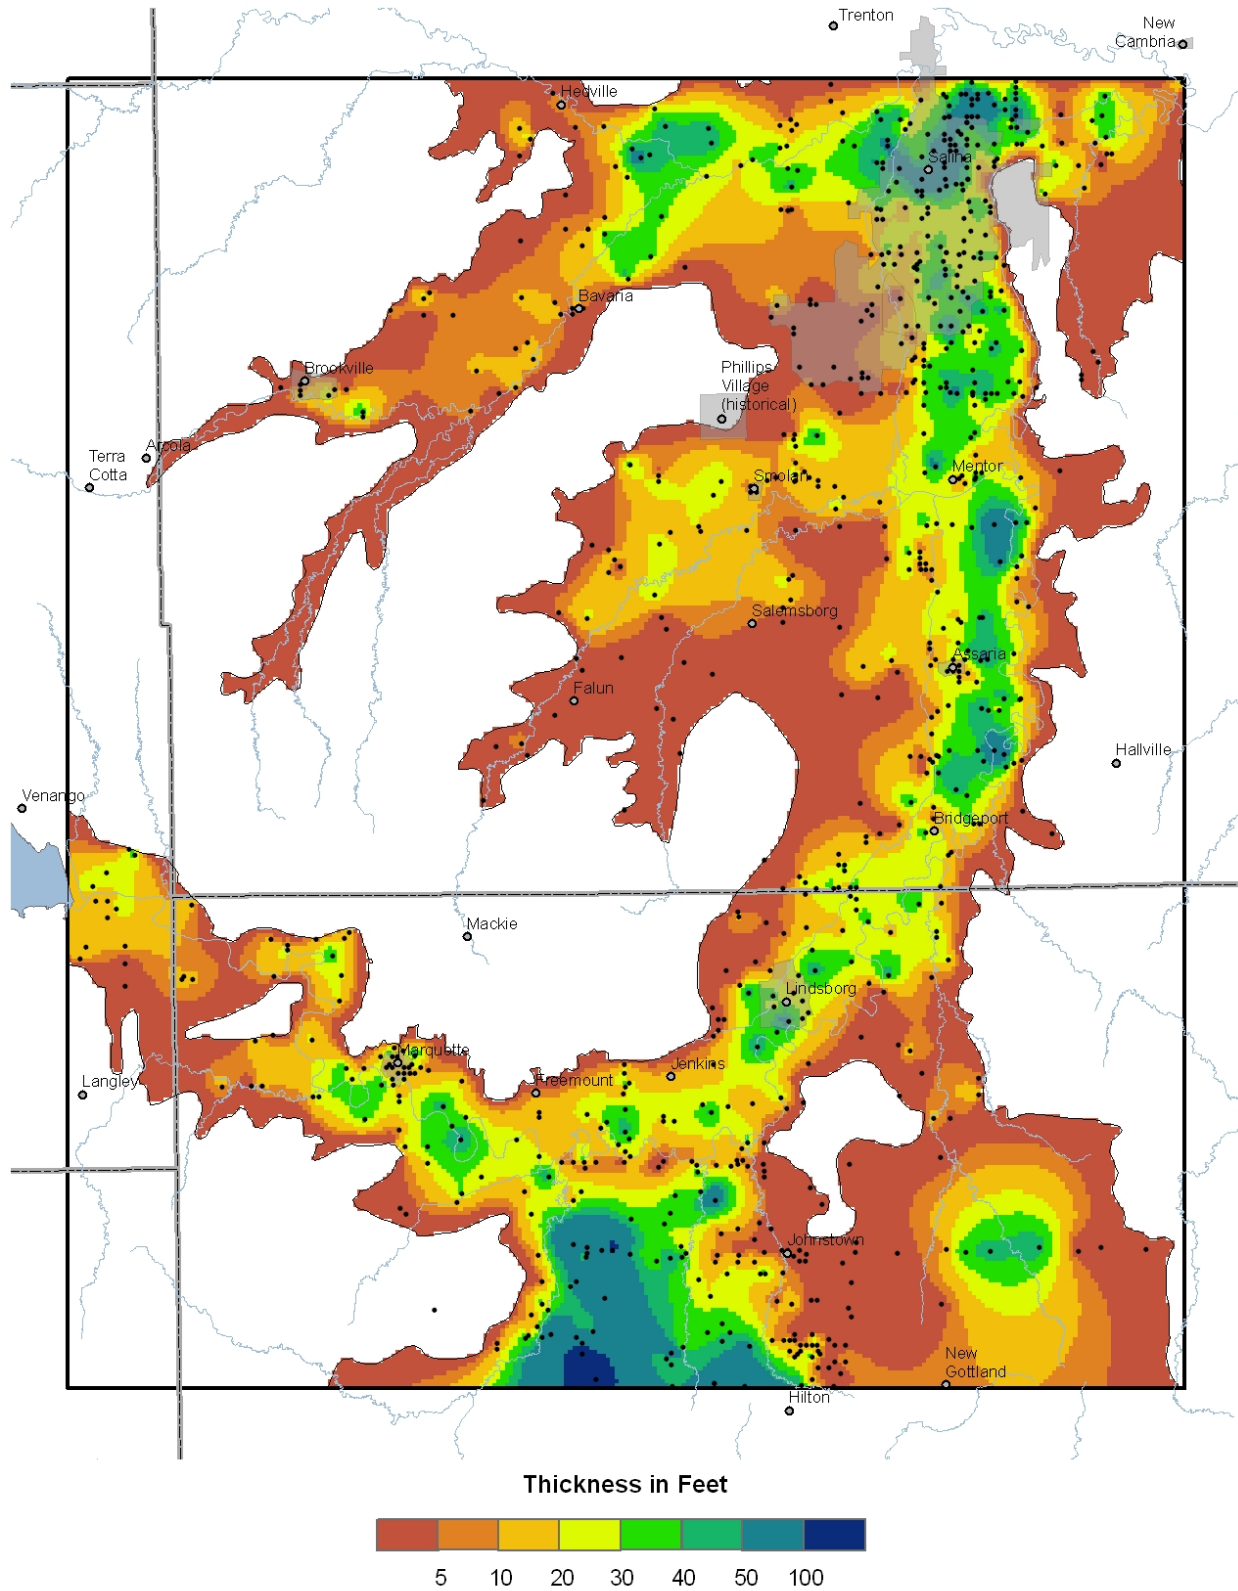 Trenton
New
Cambria
Hedville
Salina
Bavaria
Brookville
Phillips
Village
(historical)
Arcola
Terra
Cotta
Smolan
Mentor
Salemsborg
Assaria
Falun
Hallville
Venango
Bridgeport
Mackie
Lindsborg
Marquette
Jenkins
Langley
Freemount
Johnstown
New
Gottland
Hilton
Thickness in Feet
5 10 20 30 40 50 100